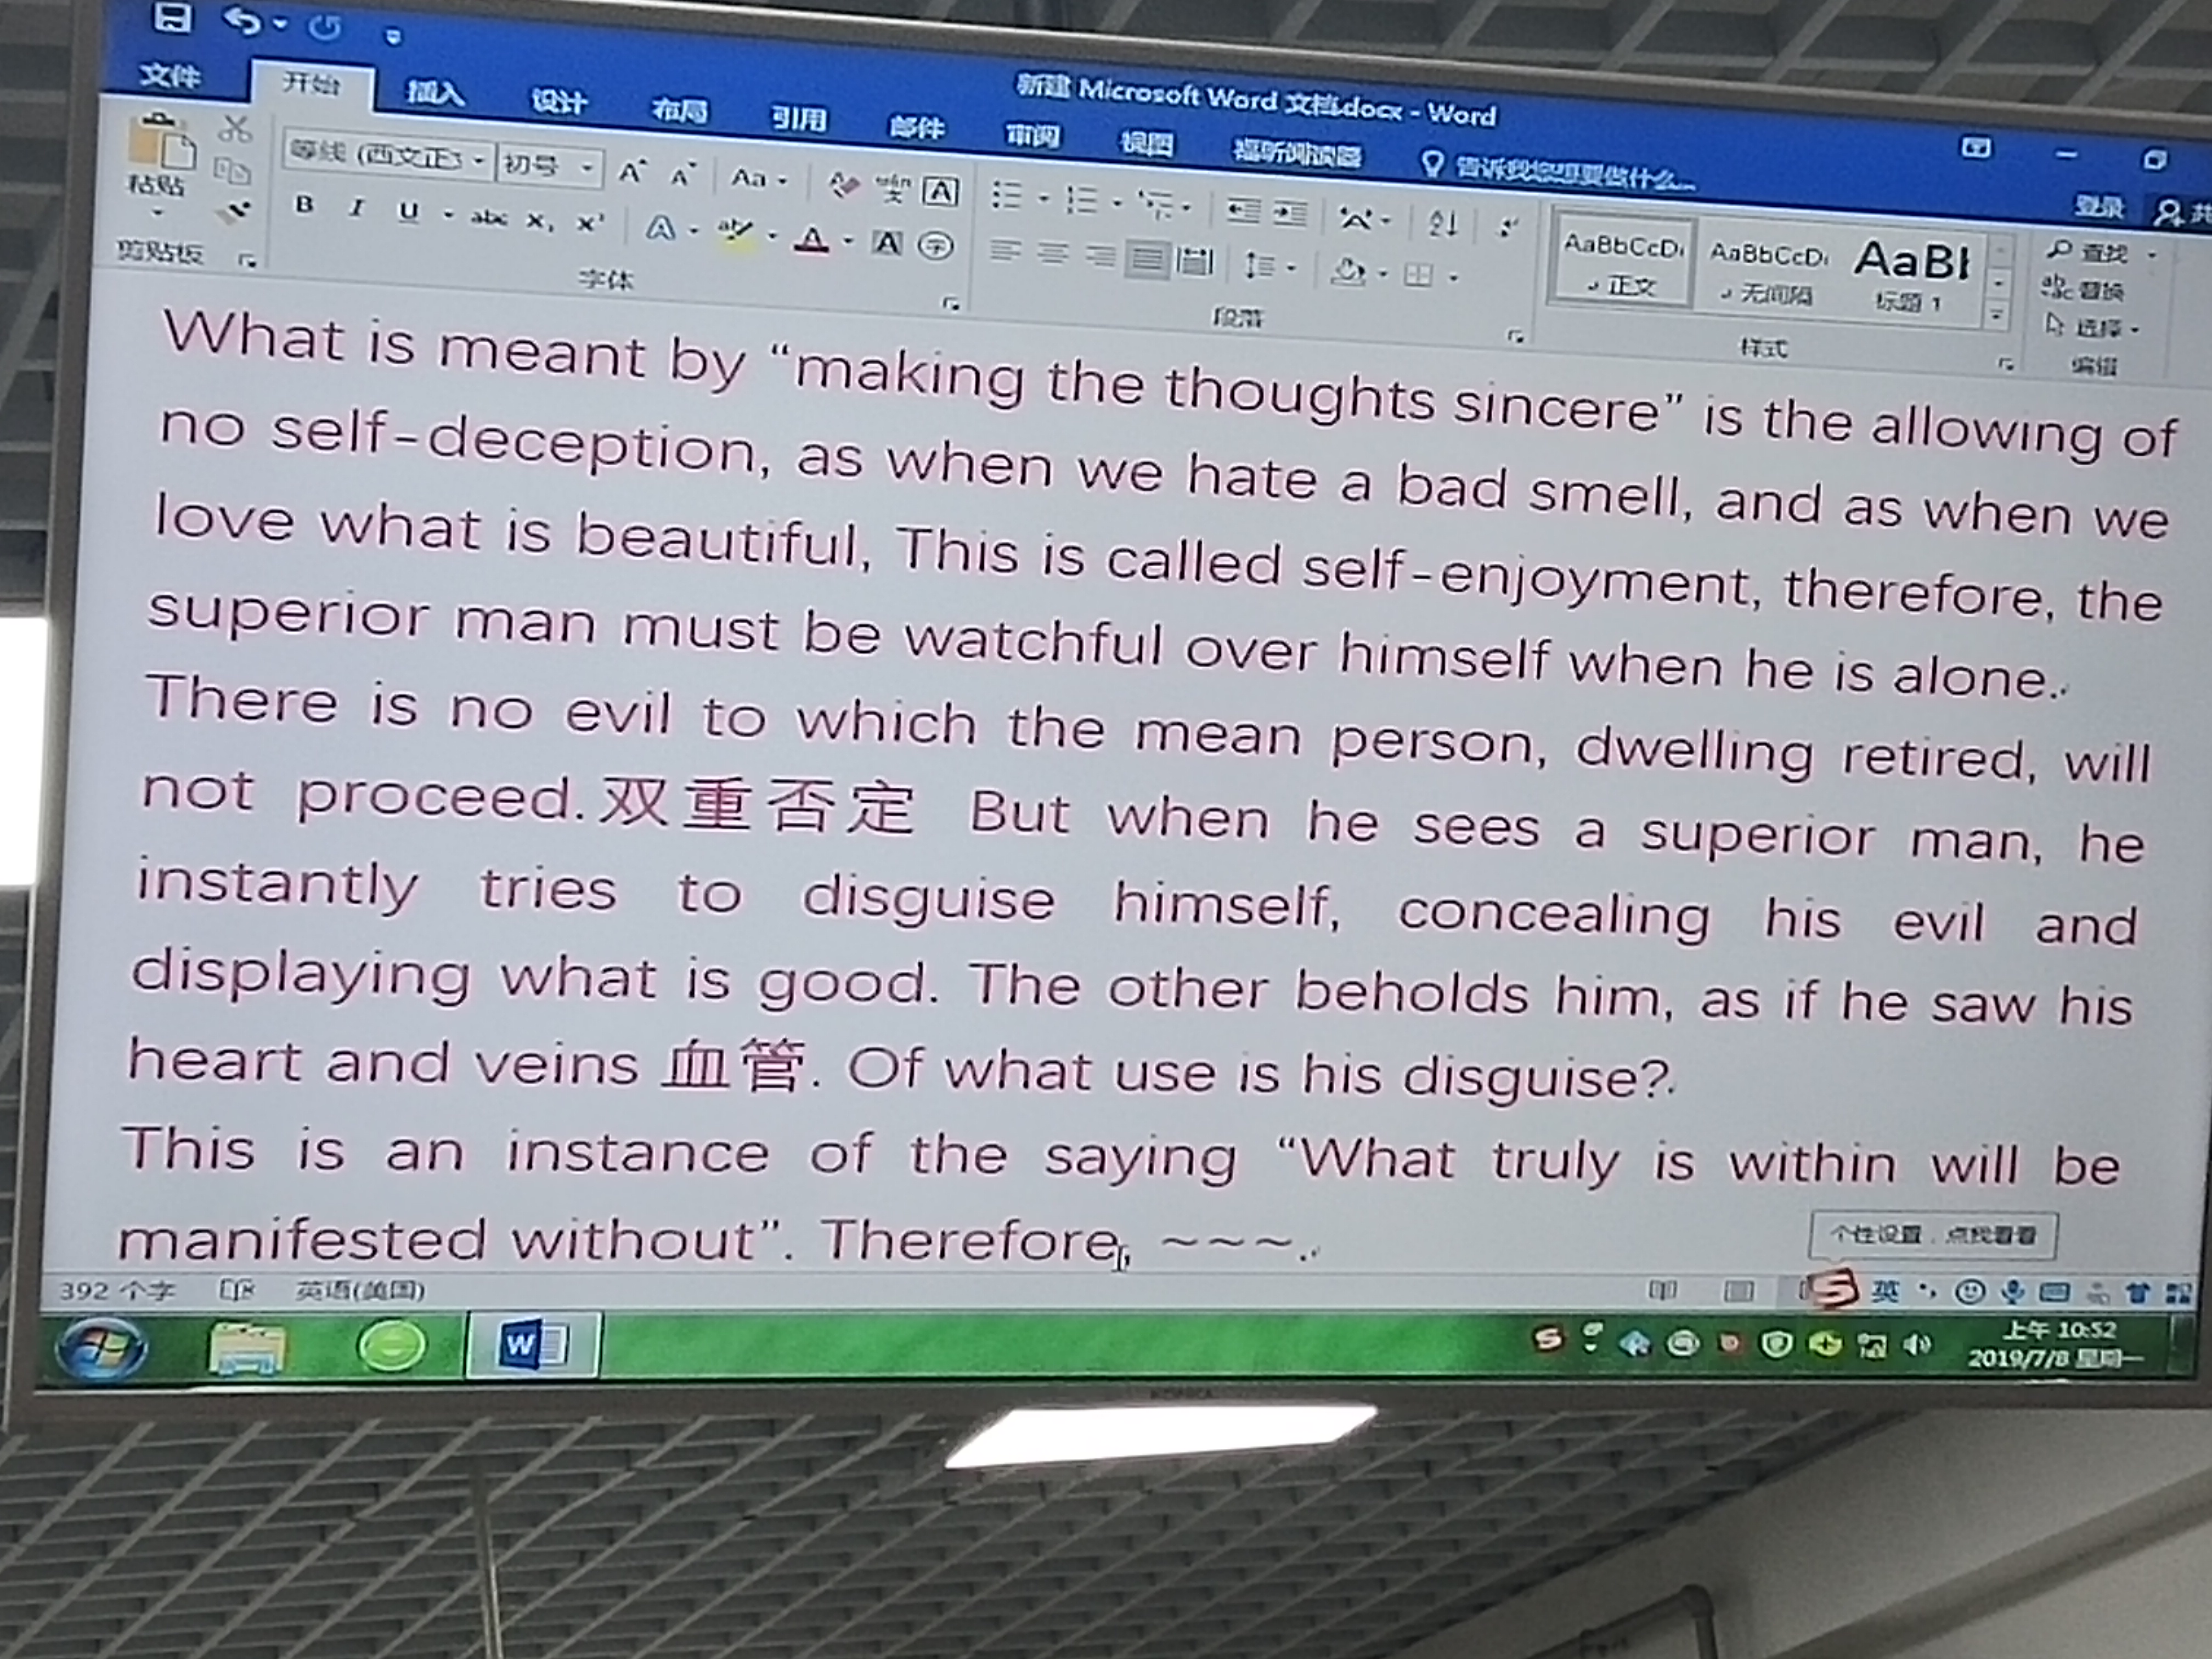 新建 Microsoft Word 文档.docx - Word
文件 开始 插入 设计 布局 引用 邮件 审阅 视图 福昕阅读器 告诉我您想要做什么...
登录
粘贴 等线 (西文正 初号 Aa
B I U abc
AaBbCcD AaBbCcD AaBl
正文 无间隔 标题 1
查找
替换
选择
剪贴板 字体 段落 样式 编辑
What is meant by “making the thoughts sincere” is the allowing of
no self-deception, as when we hate a bad smell, and as when we
love what is beautiful, This is called self-enjoyment, therefore, the
superior man must be watchful over himself when he is alone.
There is no evil to which the mean person, dwelling retired, will
not proceed.双重否定 But when he sees a superior man, he
instantly tries to disguise himself, concealing his evil and
displaying what is good. The other beholds him, as if he saw his
heart and veins 血管. Of what use is his disguise?
This is an instance of the saying “What truly is within will be
manifested without”. Therefore, ~~~.
个性设置，点我看看
392 个字 英语(美国)
英
上午 10:52
2019/7/8 星期一